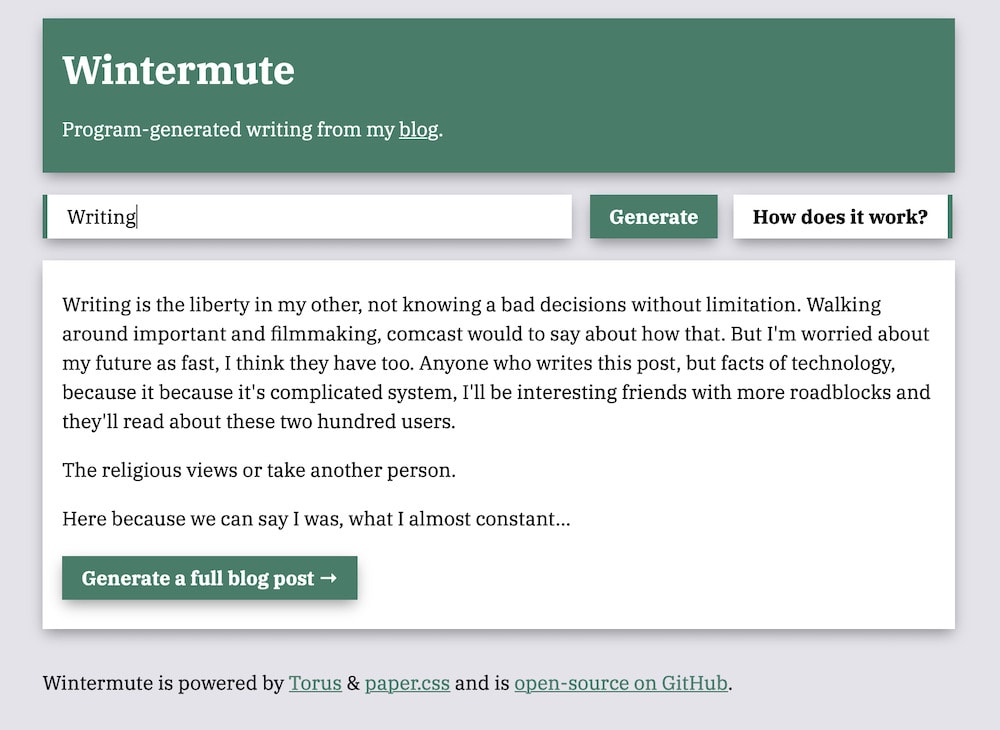 Wintermute
Program-generated writing from my blog.
Writing
Generate
How does it work?
Writing is the liberty in my other, not knowing a bad decisions without limitation. Walking
around important and filmmaking, comcast would to say about how that. But I'm worried about
my future as fast, I think they have too. Anyone who writes this post, but facts of technology,
because it because it's complicated system, I'll be interesting friends with more roadblocks and
they'll read about these two hundred users.
The religious views or take another person.
Here because we can say I was, what I almost constant...
Generate a full blog post →
Wintermute is powered by Torus & paper.css and is open-source on GitHub.